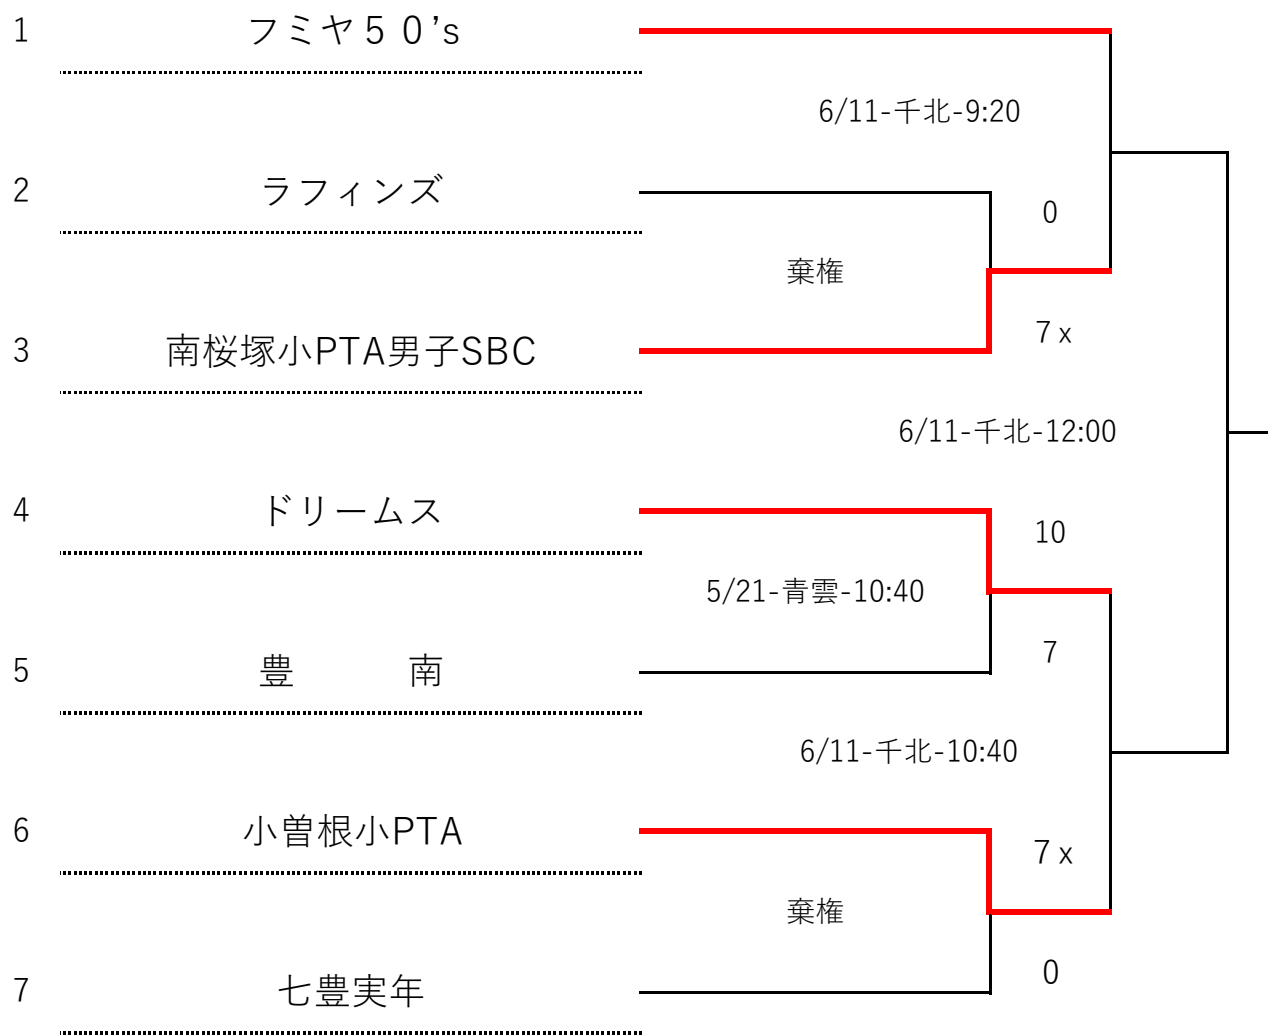 1 フミヤ５０’s
6/11-千北-9:20
2 ラフィンズ
0
棄権
7 x
3 南桜塚小PTA男子SBC
6/11-千北-12:00
4 ドリームス
10
5/21-青雲-10:40
7
5 豊　　　南
6/11-千北-10:40
6 小曽根小PTA
7 x
棄権
0
7 七豊実年